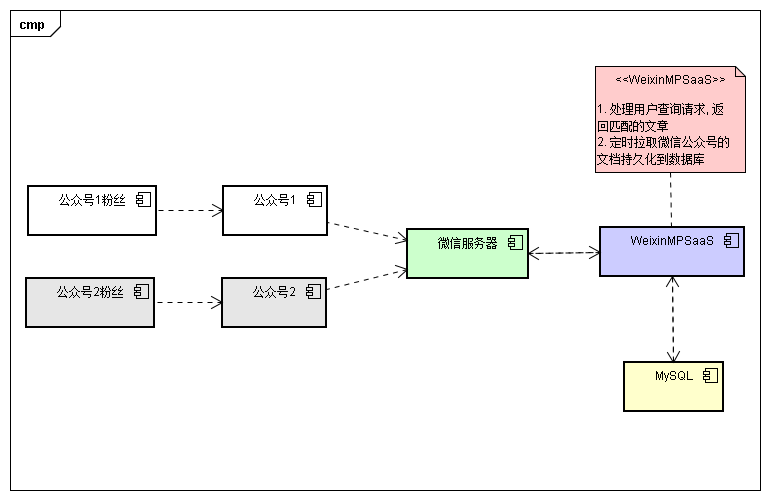 cmp
<<WeixinMPSaaS>>
1. 处理用户查询请求, 返
回匹配的文章
2. 定时拉取微信公众号的
文档持久化到数据库
公众号1粉丝
公众号1
微信服务器
WeixinMPSaaS
公众号2粉丝
公众号2
MySQL